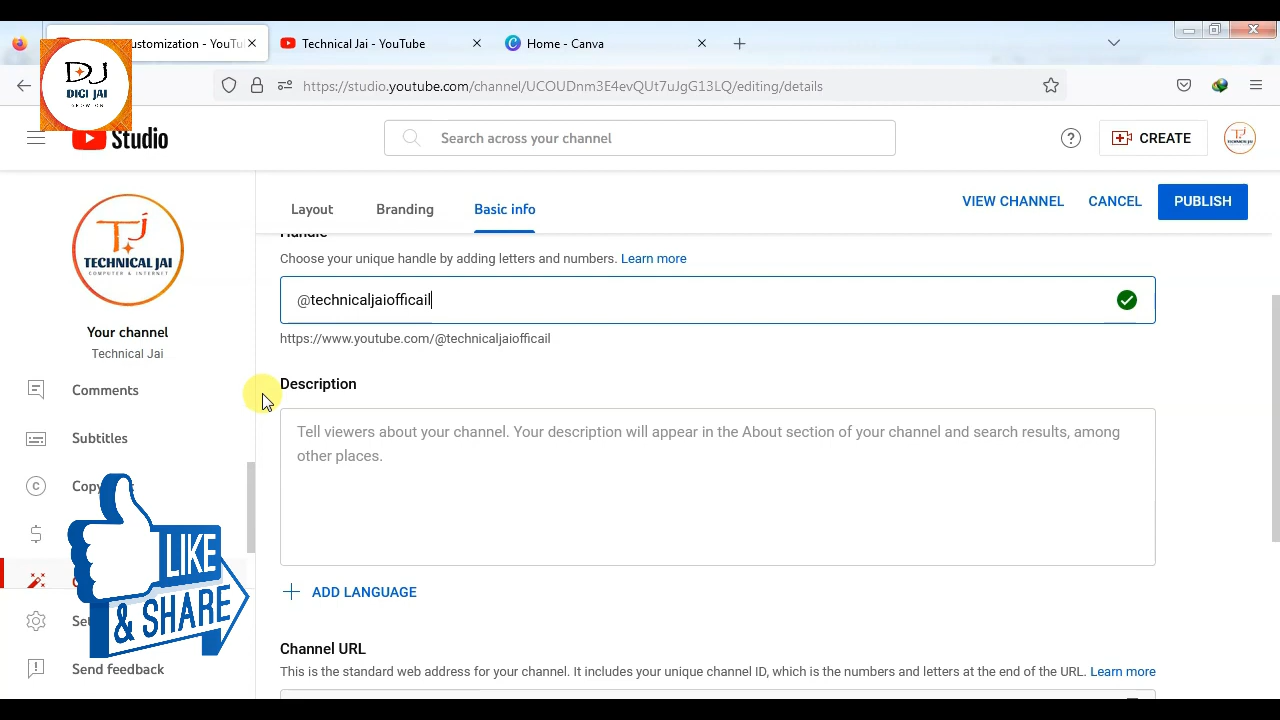 Customization - YouTu
Technical Jai - YouTube
Home - Canva
https://studio.youtube.com/channel/UCOUDnm3E4evQUt7uJgG13LQ/editing/details
DJ
DIGI JAI
Studio
Search across your channel
CREATE
TJ
TECHNICAL JAI
COMPUTER & INTERNET
Your channel
Technical Jai
Comments
Subtitles
Copy
Set
Send feedback
LIKE
& SHARE
Layout
Branding
Basic info
VIEW CHANNEL
CANCEL
PUBLISH
Handle
Choose your unique handle by adding letters and numbers. Learn more
@technicaljaiofficail
https://www.youtube.com/@technicaljaiofficail
Description
Tell viewers about your channel. Your description will appear in the About section of your channel and search results, among
other places.
ADD LANGUAGE
Channel URL
This is the standard web address for your channel. It includes your unique channel ID, which is the numbers and letters at the end of the URL. Learn more